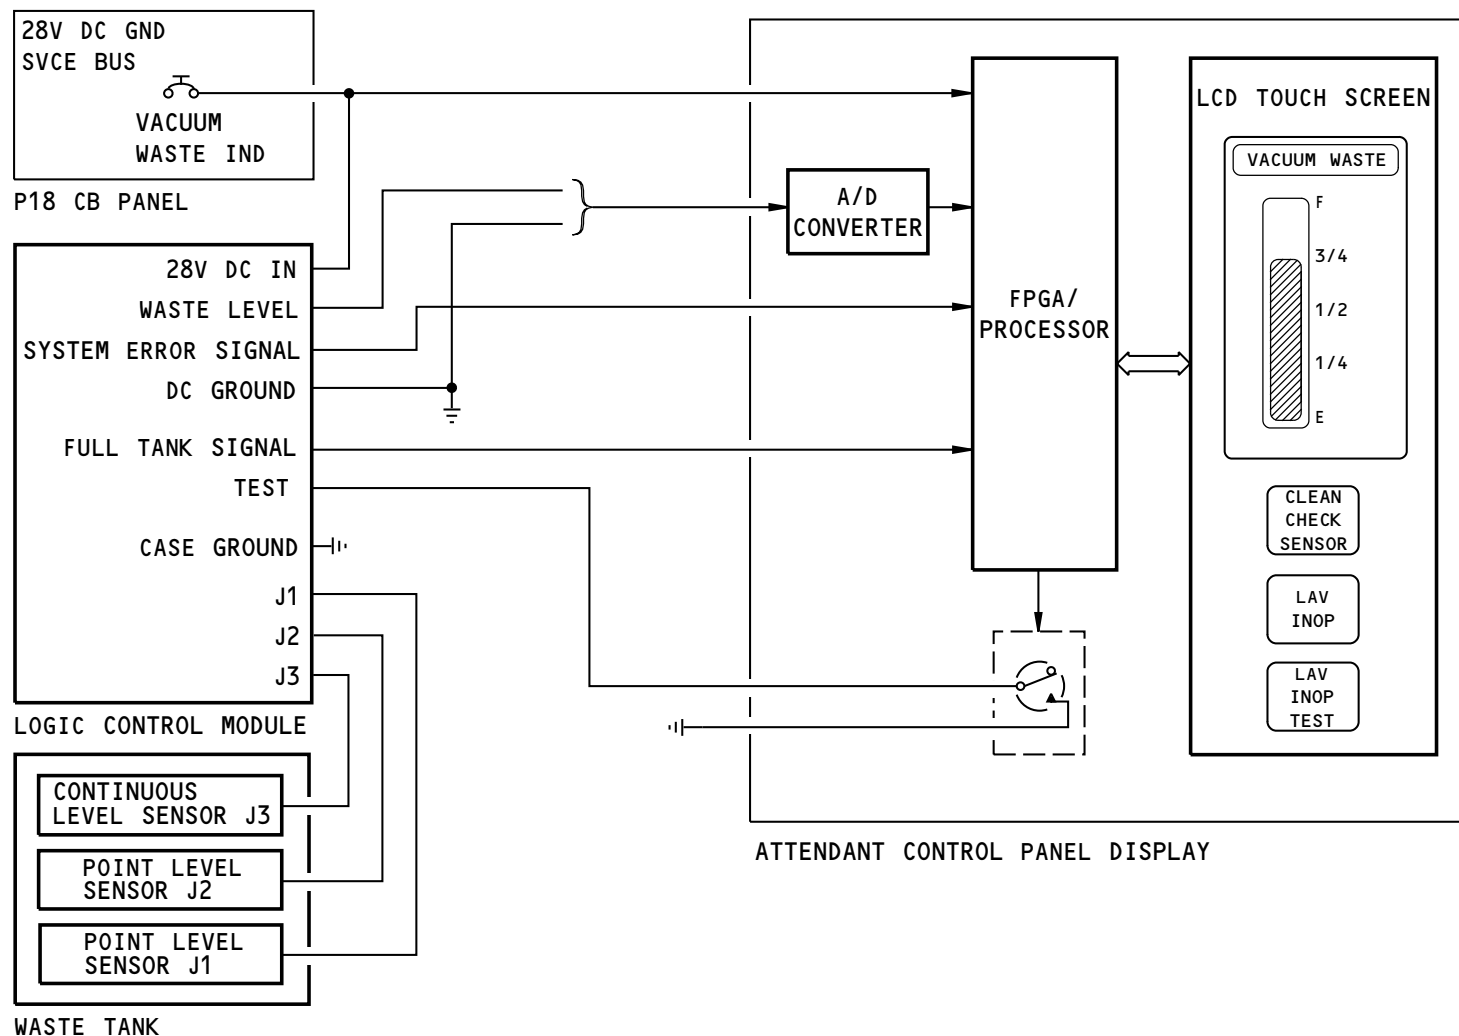 28V DC GND
SVCE BUS
VACUUM
WASTE IND
P18 CB PANEL
28V DC IN
WASTE LEVEL
SYSTEM ERROR SIGNAL
DC GROUND
FULL TANK SIGNAL
TEST
CASE GROUND
J1
J2
J3
LOGIC CONTROL MODULE
CONTINUOUS
LEVEL SENSOR J3
POINT LEVEL
SENSOR J2
POINT LEVEL
SENSOR J1
WASTE TANK
A/D
CONVERTER
FPGA/
PROCESSOR
LCD TOUCH SCREEN
VACUUM WASTE
F
3/4
1/2
1/4
E
CLEAN
CHECK
SENSOR
LAV
INOP
LAV
INOP
TEST
ATTENDANT CONTROL PANEL DISPLAY